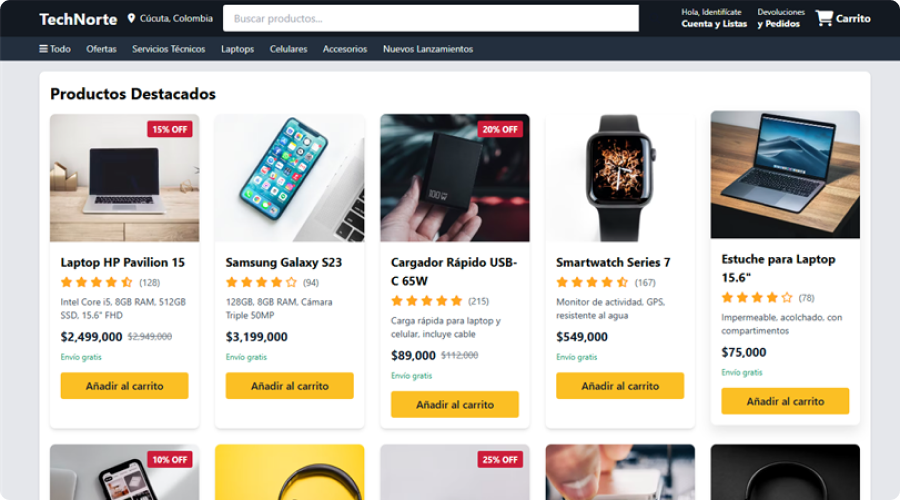 TechNorte
Cúcuta, Colombia
Buscar productos...
Hola, Identifícate
Cuenta y Listas
Devoluciones
y Pedidos
Carrito
Todo
Ofertas
Servicios Técnicos
Laptops
Celulares
Accesorios
Nuevos Lanzamientos
Productos Destacados
15% OFF
Laptop HP Pavilion 15
(128)
Intel Core i5, 8GB RAM, 512GB
SSD, 15.6" FHD
$2,499,000 $2,949,000
Envío gratis
Añadir al carrito
Samsung Galaxy S23
(94)
128GB, 8GB RAM, Cámara
Triple 50MP
$3,199,000
Envío gratis
Añadir al carrito
20% OFF
100W
Cargador Rápido USB-
C 65W
(215)
Carga rápida para laptop y
celular, incluye cable
$89,000 $112,000
Envío gratis
Añadir al carrito
Smartwatch Series 7
(167)
Monitor de actividad, GPS,
resistente al agua
$549,000
Envío gratis
Añadir al carrito
Estuche para Laptop
15.6"
(78)
Impermeable, acolchado, con
compartimentos
$75,000
Envío gratis
Añadir al carrito
10% OFF
25% OFF